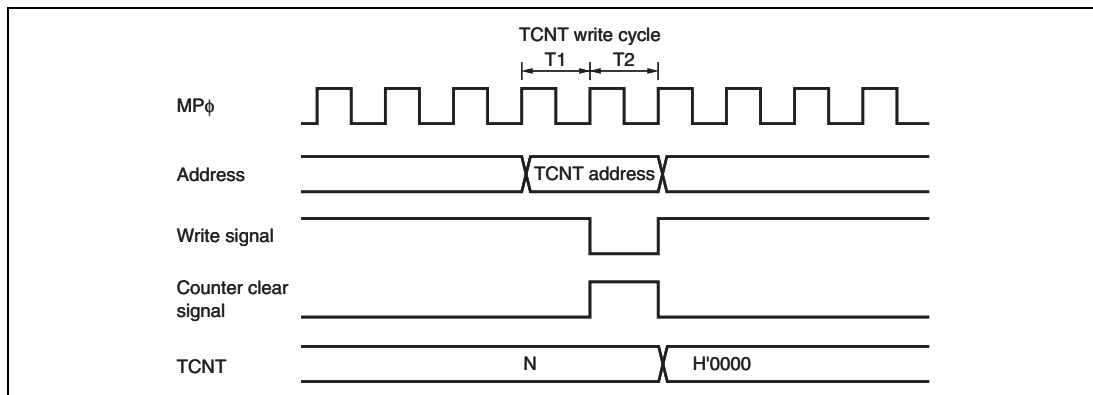 TCNT write cycle
T1 T2
MPϕ
Address
TCNT address
Write signal
Counter clear
signal
TCNT
N
H'0000